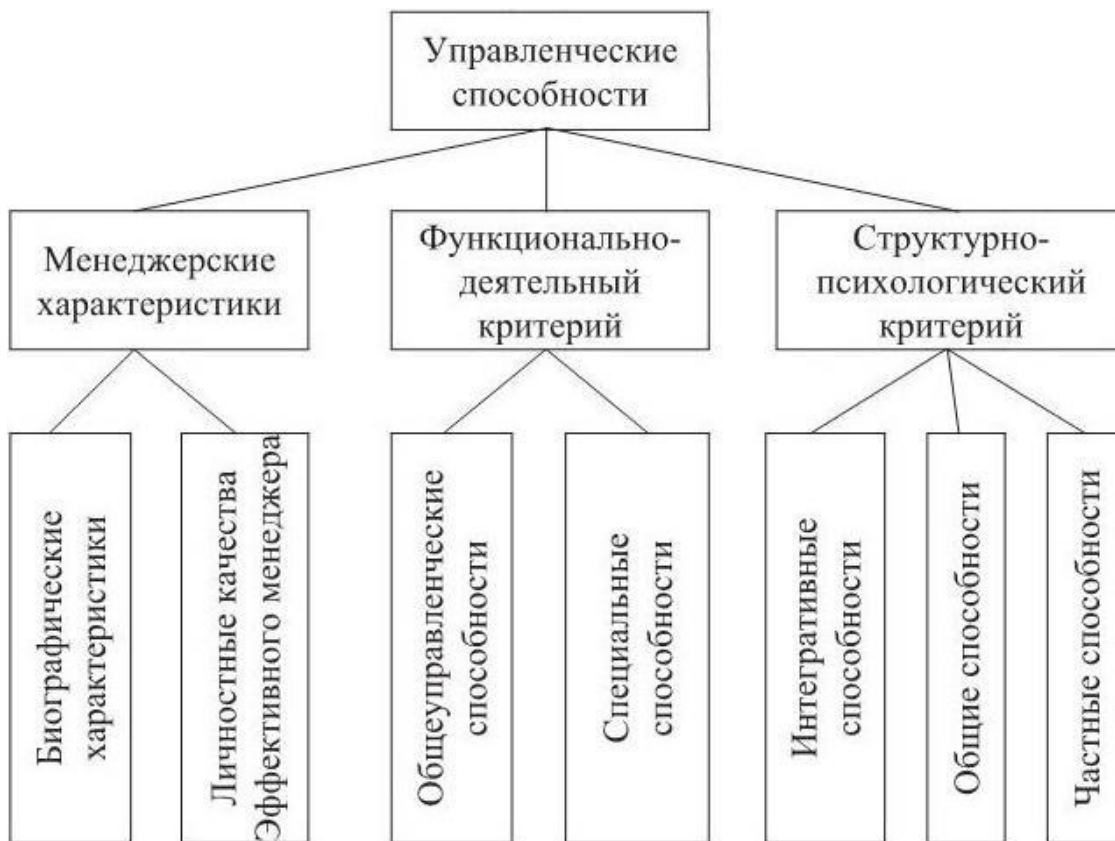 Управленческие
способности
Менеджерские
характеристики
Функционально-
деятельный
критерий
Структурно-
психологический
критерий
Биографические
характеристики
Личностные качества
Эффективного менеджера
Общеуправленческие
способности
Специальные
способности
Интегративные
способности
Общие способности
Частные способности